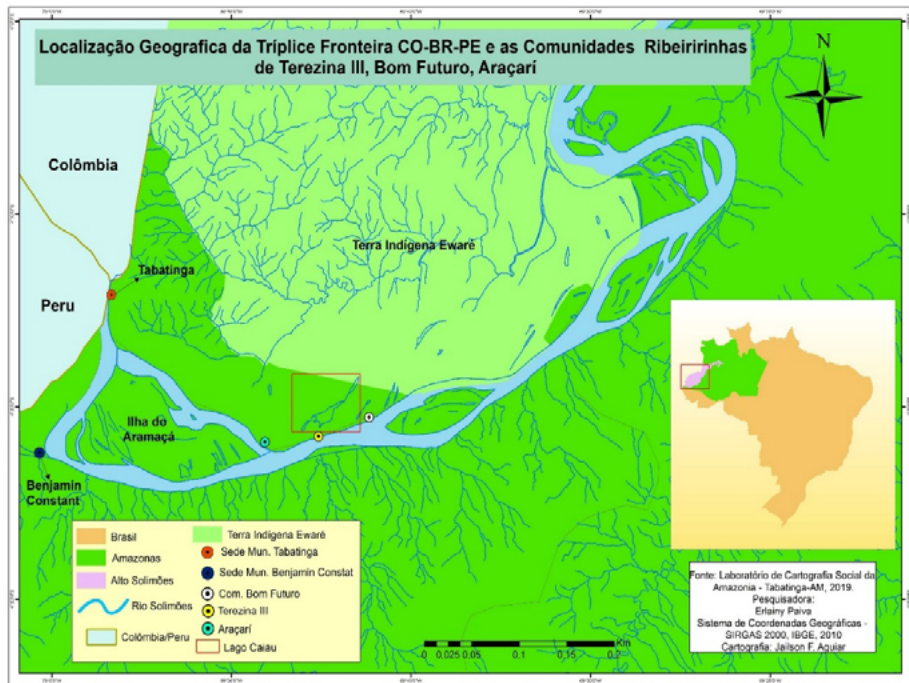 Localização Geografica da Tríplice Fronteira CO-BR-PE e as Comunidades Ribeiririnhas
de Terezina III, Bom Futuro, Araçarí
N
Colômbia
Terra Indígena Ewaré
Tabatinga
Peru
Ilha do
Aramaçá
Benjamin
Constant
Brasil
Amazonas
Alto Solimões
Rio Solimões
Colômbia/Peru
Terra Indígena Ewaré
Sede Mun. Tabatinga
Sede Mun. Benjamin Constat
Com. Bom Futuro
Terezina III
Araçarí
Lago Caiàu
Km
0 0,025 0,05 0,1 0,15 0,2
Fonte: Laboratório de Cartografia Social da
Amazonia - Tabatinga-AM, 2019.
Pesquisadora:
Erlainy Paiva
Sistema de Coordenadas Geográficas -
SIRGAS 2000, IBGE, 2010
Cartografia: Jailson F. Aguiar